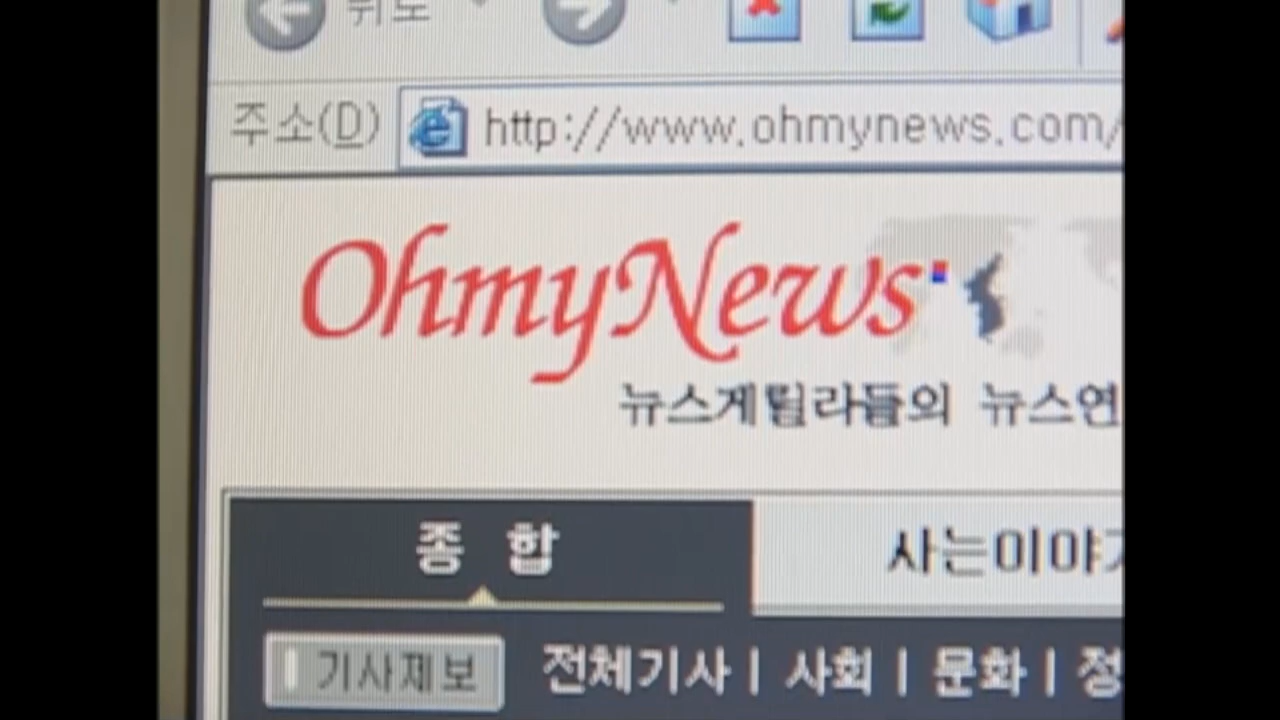 뒤로
주소(D) http://www.ohmynews.com/
OhmyNews
뉴스게릴라들의 뉴스연
종 합 사는이야기
기사제보 전체기사 | 사회 | 문화 | 정